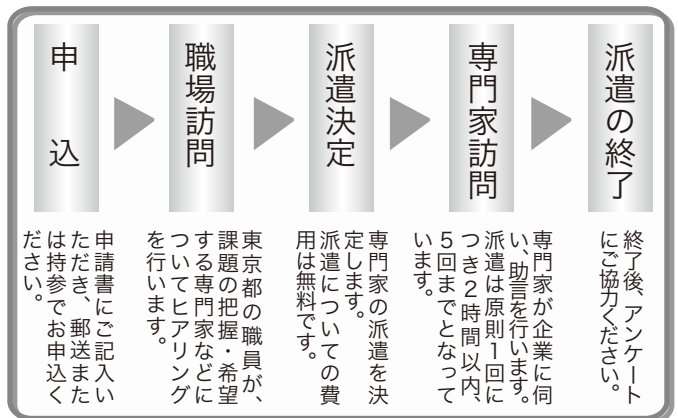 申込
申請書にご記入い
ただき、郵送また
は持参でお申込く
ださい。
職場訪問
東京都の職員が、
課題の把握・希望
する専門家などに
ついてヒアリング
を行います。
派遣決定
専門家の派遣を決
定します。
派遣についての費
用は無料です。
専門家訪問
専門家が企業に伺
い、助言を行います。
派遣は原則1回に
つき2時間以内、
5回までとなって
います。
派遣の終了
終了後、アンケート
にご協力ください。